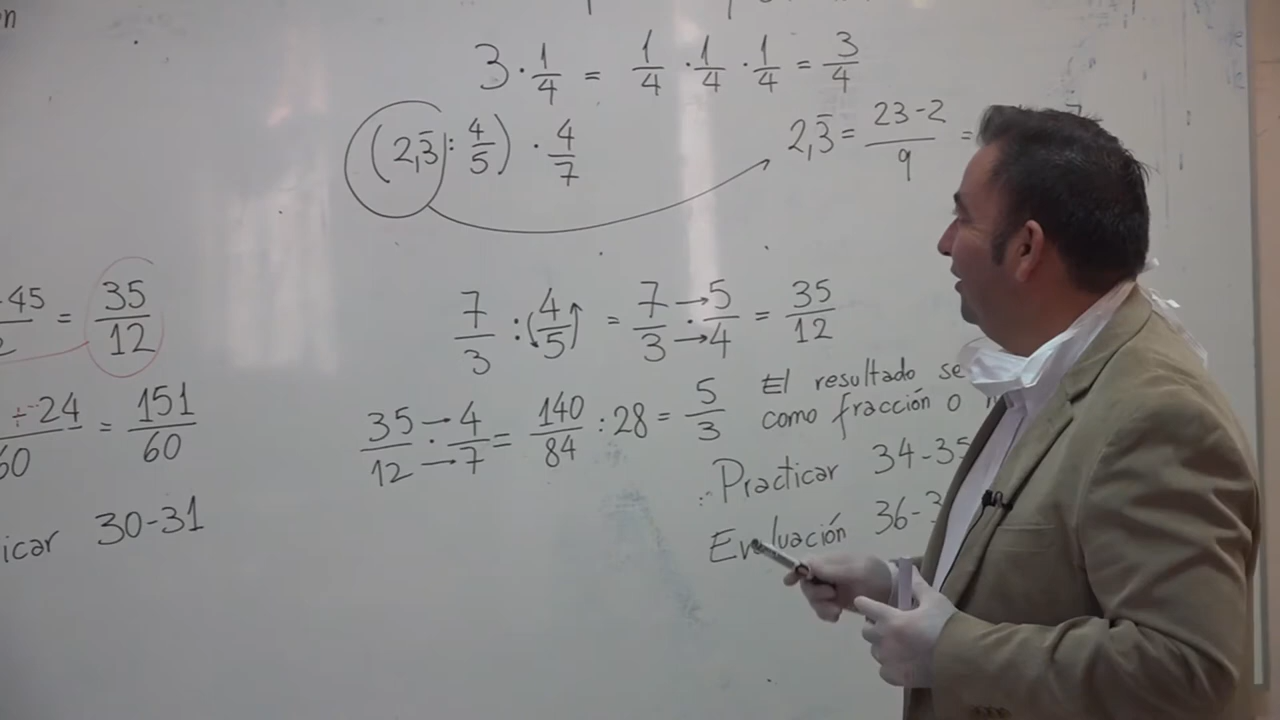 3 · 1/4 = 1/4 · 1/4 · 1/4 = 3/4
(2,3̅ : 4/5) · 4/7
2,3̅ = 23-2/9 =
45 = 35/12
7/3 : (4/5) = 7/3 · 5/4 = 35/12
÷ 24/60 = 151/60
35/12 · 4/7 = 140/84 : 28 = 5/3
El resultado se
como fracción o
Practicar 34-35
Evaluación 36-3
icar 30-31